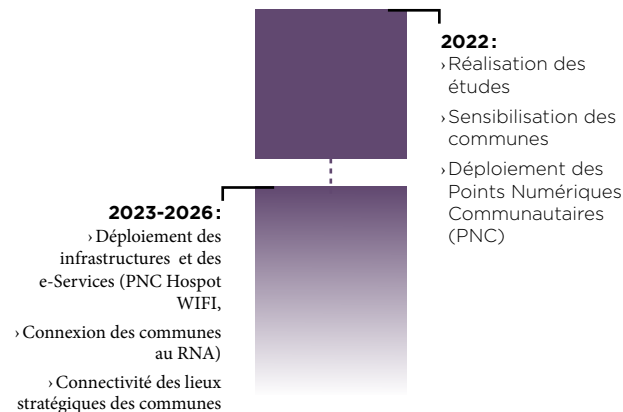 2022 :
› Réalisation des
études
› Sensibilisation des
communes
› Déploiement des
Points Numériques
Communautaires
(PNC)
2023-2026 :
› Déploiement des
infrastructures et des
e-Services (PNC Hospot
WIFI,
› Connexion des communes
au RNA)
› Connectivité des lieux
stratégiques des communes